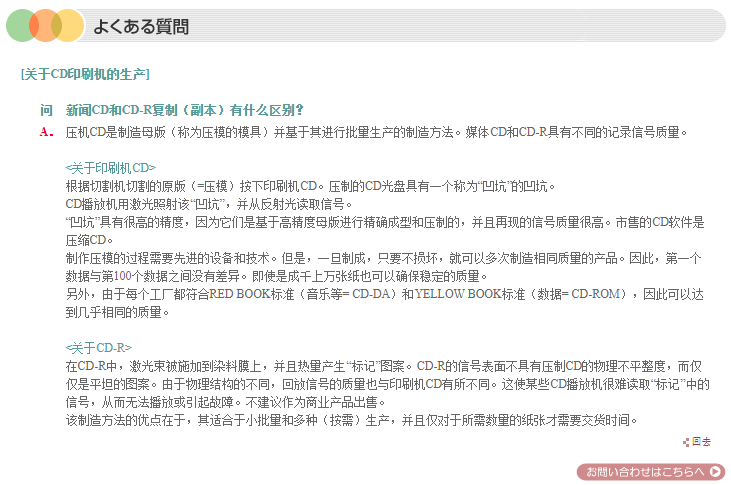 よくある質問
[关于CD印刷机的生产]
问 新闻CD和CD-R复制（副本）有什么区别？
A. 压机CD是制造母版（称为压模的模具）并基于其进行批量生产的制造方法。媒体CD和CD-R具有不同的记录信号质量。
<关于印刷机CD>
根据切割机切割的原版（=压模）按下印刷机CD。压制的CD光盘具有一个称为“凹坑”的凹坑。
CD播放机用激光照射该“凹坑”，并从反射光读取信号。
“凹坑”具有很高的精度，因为它们是基于高精度母版进行精确成型和压制的，并且再现的信号质量很高。市售的CD软件是
压缩CD。
制作压模的过程需要先进的设备和技术。但是，一旦制成，只要不损坏，就可以多次制造相同质量的产品。因此，第一个
数据与第100个数据之间没有差异。即使是成千上万张纸也可以确保稳定的质量。
另外，由于每个工厂都符合RED BOOK标准（音乐等= CD-DA）和YELLOW BOOK标准（数据= CD-ROM），因此可以达
到几乎相同的质量。
<关于CD-R>
在CD-R中，激光束被施加到染料膜上，并且热量产生“标记”图案。CD-R的信号表面不具有压制CD的物理不平整度，而仅
仅是平坦的图案。由于物理结构的不同，回放信号的质量也与印刷机CD有所不同。这使某些CD播放机很难读取“标记”中的
信号，从而无法播放或引起故障。不建议作为商业产品出售。
该制造方法的优点在于，其适合于小批量和多种（按需）生产，并且仅对于所需数量的纸张才需要交货时间。
回去
お問い合わせはこちらへ